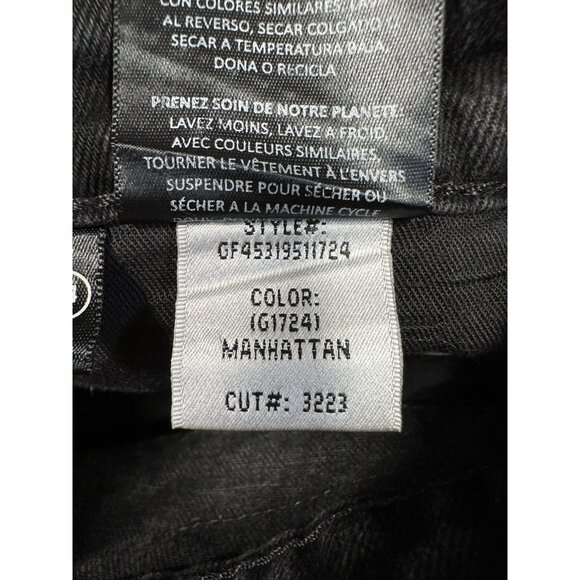 CON COLORES SIMILARES, LAV
AL REVERSO, SECAR COLGADO O
SECAR A TEMPERATURA BAJA,
DONA O RECICLA
PRENEZ SOIN DE NOTRE PLANÈTE:
LAVEZ MOINS, LAVEZ A FROID,
AVEC COULEURS SIMILAIRES,
TOURNER LE VÊTEMENT À L'ENVERS
SUSPENDRE POUR SÉCHER OU
SÉCHER A LA MACHINE CYCLE
STYLE#:
GF45319511724
COLOR:
(G1724)
MANHATTAN
CUT#: 3223